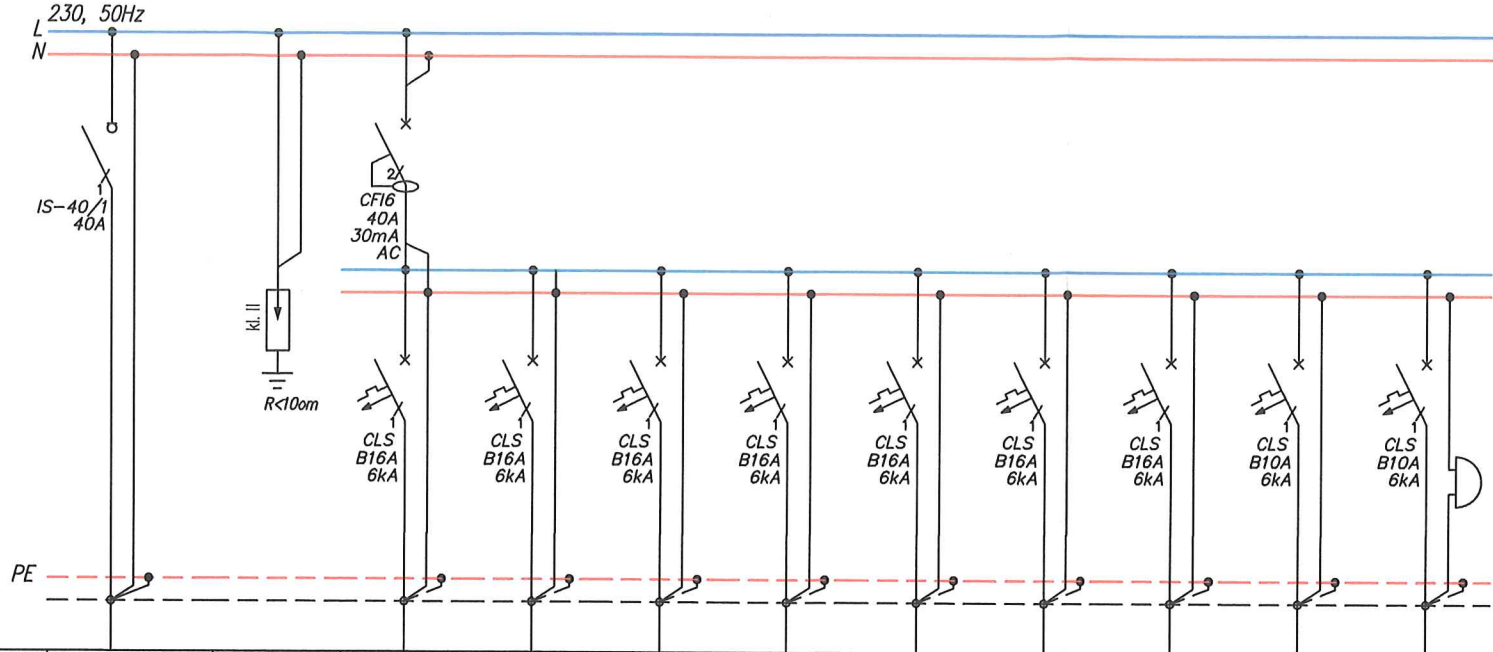 230, 50Hz
L
N
1
IS-40/1
40A
kl. II
R<10om
2
CFI6
40A
30mA
AC
1
CLS
B16A
6kA
1
CLS
B16A
6kA
1
CLS
B16A
6kA
1
CLS
B16A
6kA
1
CLS
B16A
6kA
1
CLS
B16A
6kA
1
CLS
B16A
6kA
1
CLS
B10A
6kA
1
CLS
B10A
6kA
PE